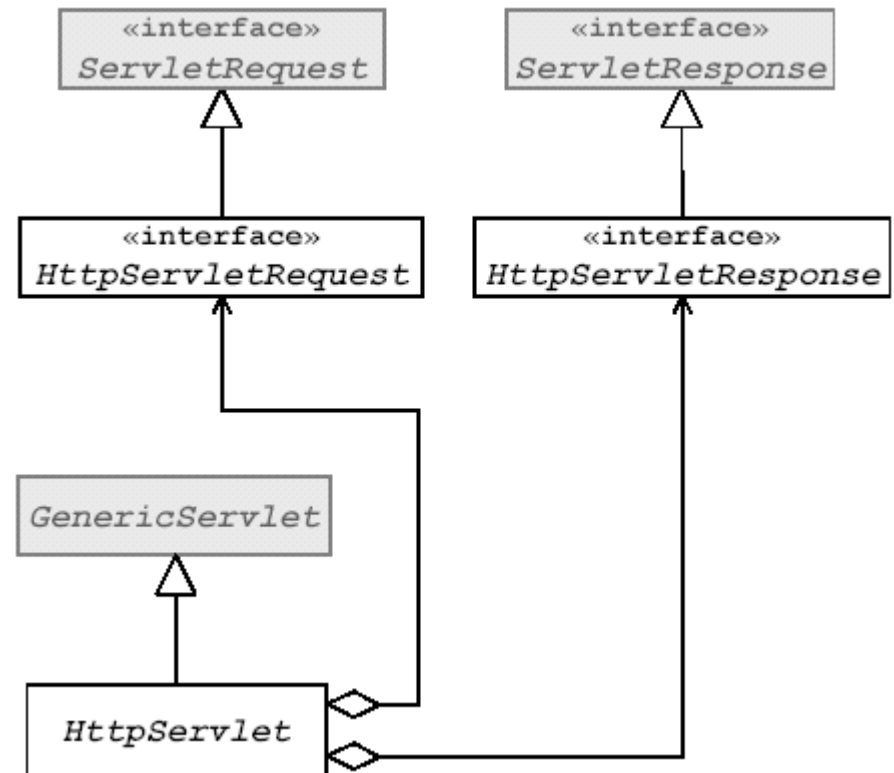 «interface»
ServletRequest
«interface»
ServletResponse
«interface»
HttpServletRequest
«interface»
HttpServletResponse
GenericServlet
HttpServlet